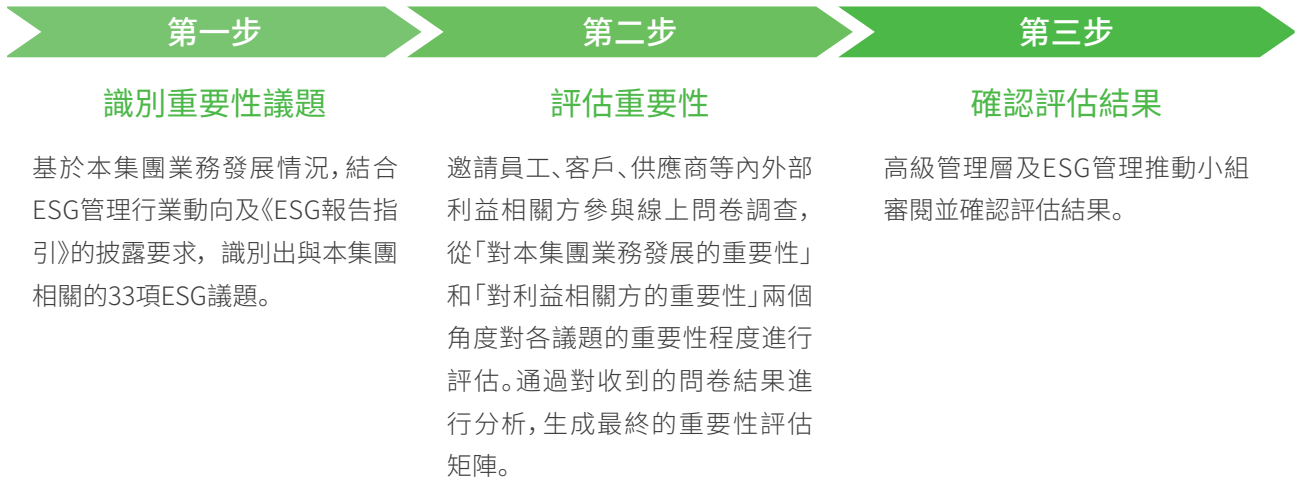 第一步
識別重要性議題
基於本集團業務發展情況,結合
ESG管理行業動向及《ESG報告指
引》的披露要求，識別出與本集團
相關的33項ESG議題。
第二步
評估重要性
邀請員工、客戶、供應商等內外部
利益相關方參與線上問卷調查,
從「對本集團業務發展的重要性」
和「對利益相關方的重要性」兩個
角度對各議題的重要性程度進行
評估。通過對收到的問卷結果進
行分析,生成最終的重要性評估
矩陣。
第三步
確認評估結果
高級管理層及ESG管理推動小組
審閱並確認評估結果。